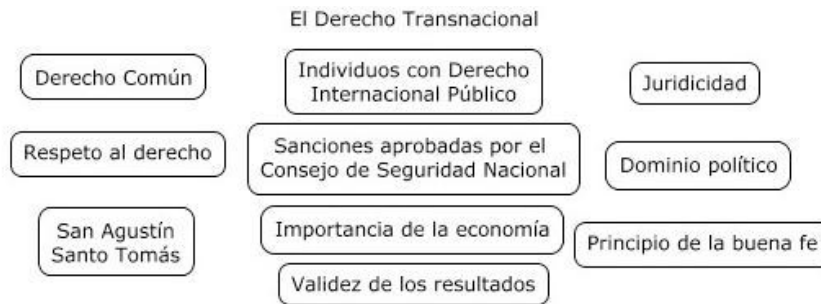 El Derecho Transnacional
Derecho Común
Individuos con Derecho
Internacional Público
Juridicidad
Respeto al derecho
Sanciones aprobadas por el
Consejo de Seguridad Nacional
Dominio político
San Agustín
Santo Tomás
Importancia de la economía
Principio de la buena fe
Validez de los resultados